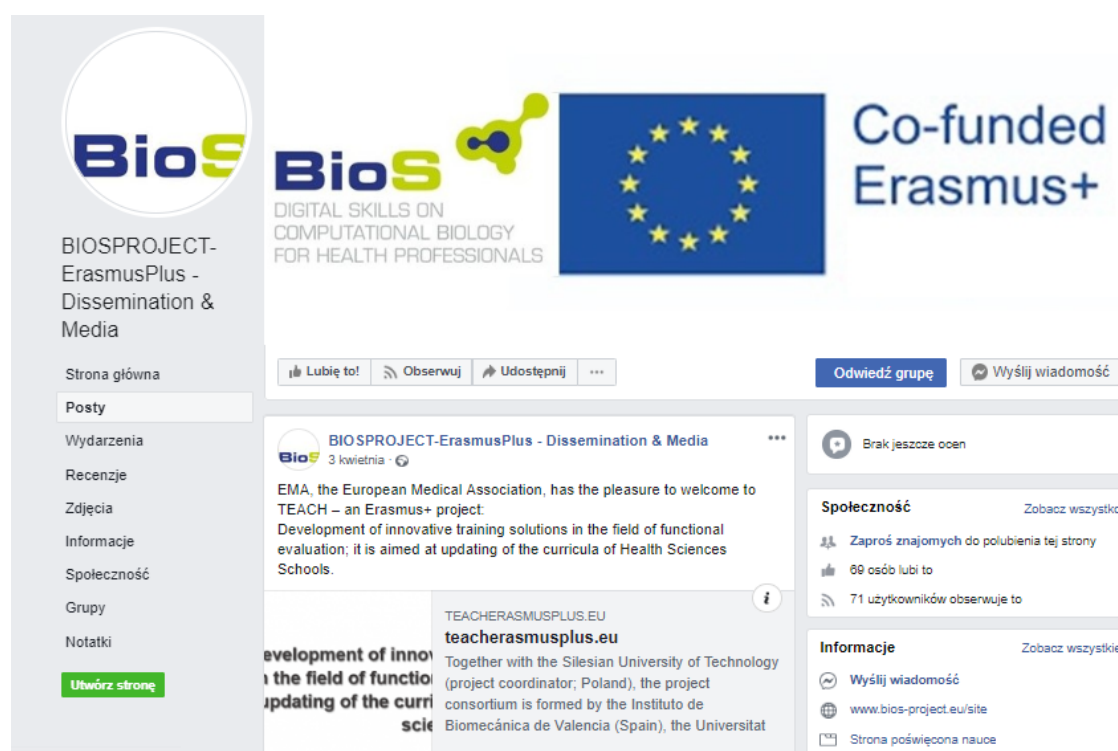 BioS
BIOSPROJECT-
ErasmusPlus -
Dissemination &
Media
Strona główna
Posty
Wydarzenia
Recenzje
Zdjęcia
Informacje
Społeczność
Grupy
Notatki
Utwórz stronę
BioS
DIGITAL SKILLS ON
COMPUTATIONAL BIOLOGY
FOR HEALTH PROFESSIONALS
Co-funded
Erasmus+
Lubię to!
Obserwuj
Udostępnij
Odwiedź grupę
Wyślij wiadomość
BioS
BIOSPROJECT-ErasmusPlus - Dissemination & Media
3 kwietnia ·
EMA, the European Medical Association, has the pleasure to welcome to
TEACH – an Erasmus+ project:
Development of innovative training solutions in the field of functional
evaluation; it is aimed at updating of the curricula of Health Sciences
Schools.
evelopment of innov
the field of functio
updating of the curri
scie
TEACHERASMUSPLUS.EU
teacherasmusplus.eu
Together with the Silesian University of Technology
(project coordinator; Poland), the project
consortium is formed by the Instituto de
Biomecánica de Valencia (Spain), the Universitat
Brak jeszcze ocen
Społeczność
Zobacz wszystko
Zaproś znajomych do polubienia tej strony
69 osób lubi to
71 użytkowników obserwuje to
Informacje
Zobacz wszystkie
Wyślij wiadomość
www.bios-project.eu/site
Strona poświęcona nauce